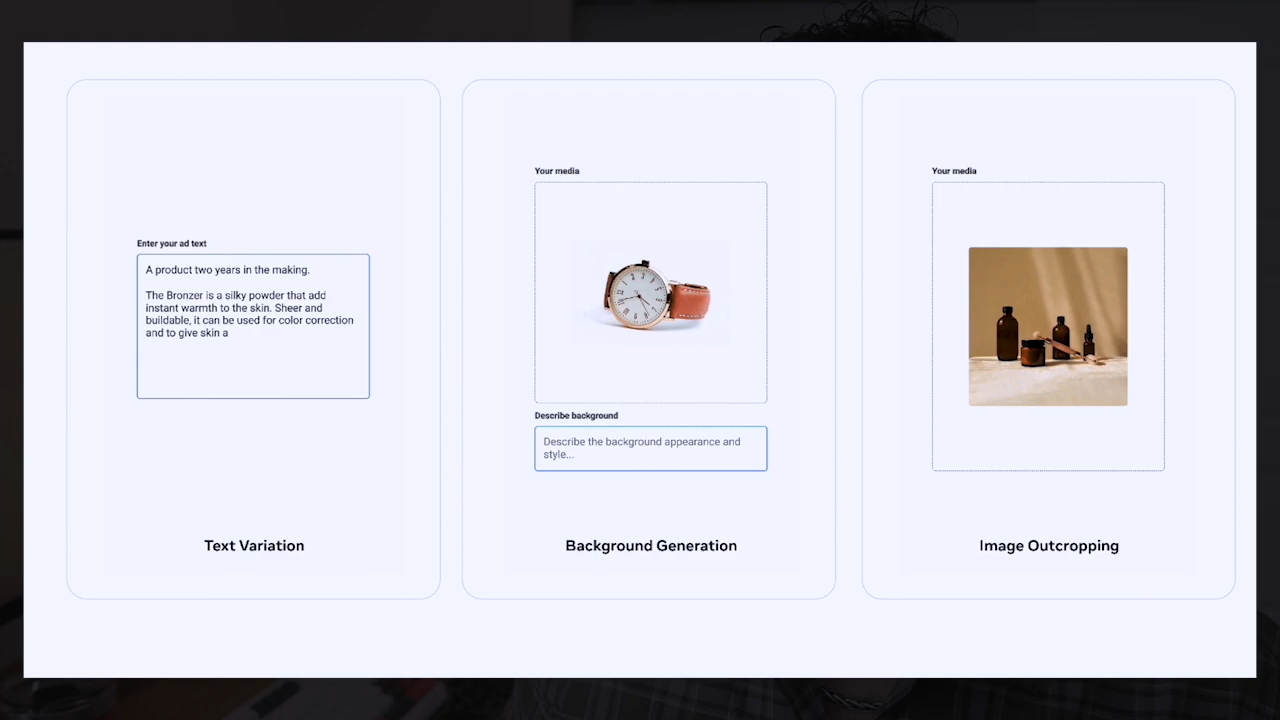 Enter your ad text
A product two years in the making.
The Bronzer is a silky powder that add
instant warmth to the skin. Sheer and
buildable, it can be used for color correction
and to give skin a
Text Variation
Your media
Describe background
Describe the background appearance and
style...
Background Generation
Your media
Image Outcropping